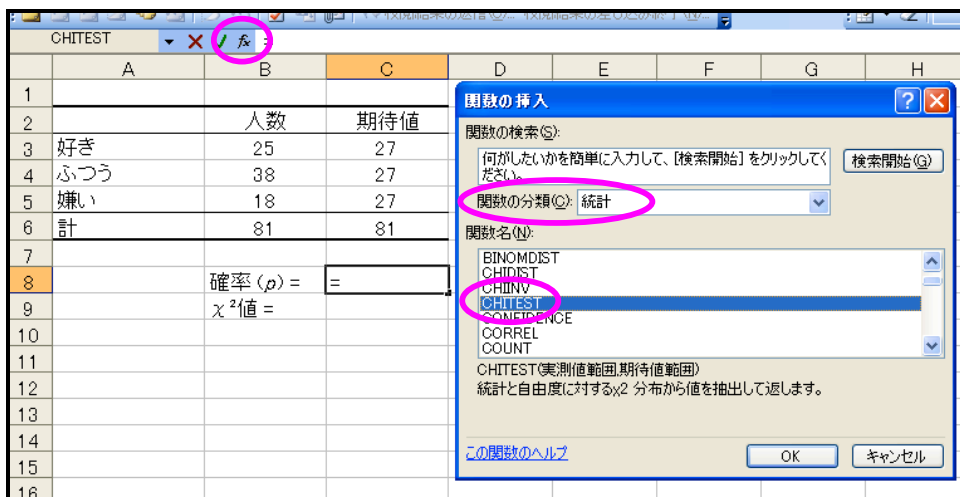 CHITEST fx =
A B C D E F G H
1
2 人数 期待値
3 好き 25 27
4 ふつう 38 27
5 嫌い 18 27
6 計 81 81
7
8 確率(p)= =
9 χ²値=
10
11
12
13
14
15
16
関数の挿入
関数の検索(S):
何がしたいかを簡単に入力して、[検索開始] をクリックしてく
ださい。
検索開始(G)
関数の分類(C): 統計
関数名(N):
BINOMDIST
CHIDIST
CHIINV
CHITEST
CONFIDENCE
CORREL
COUNT
CHITEST(実測値範囲,期待値範囲)
統計と自由度に対するχ2 分布から値を抽出して返します。
この関数のヘルプ
OK キャンセル